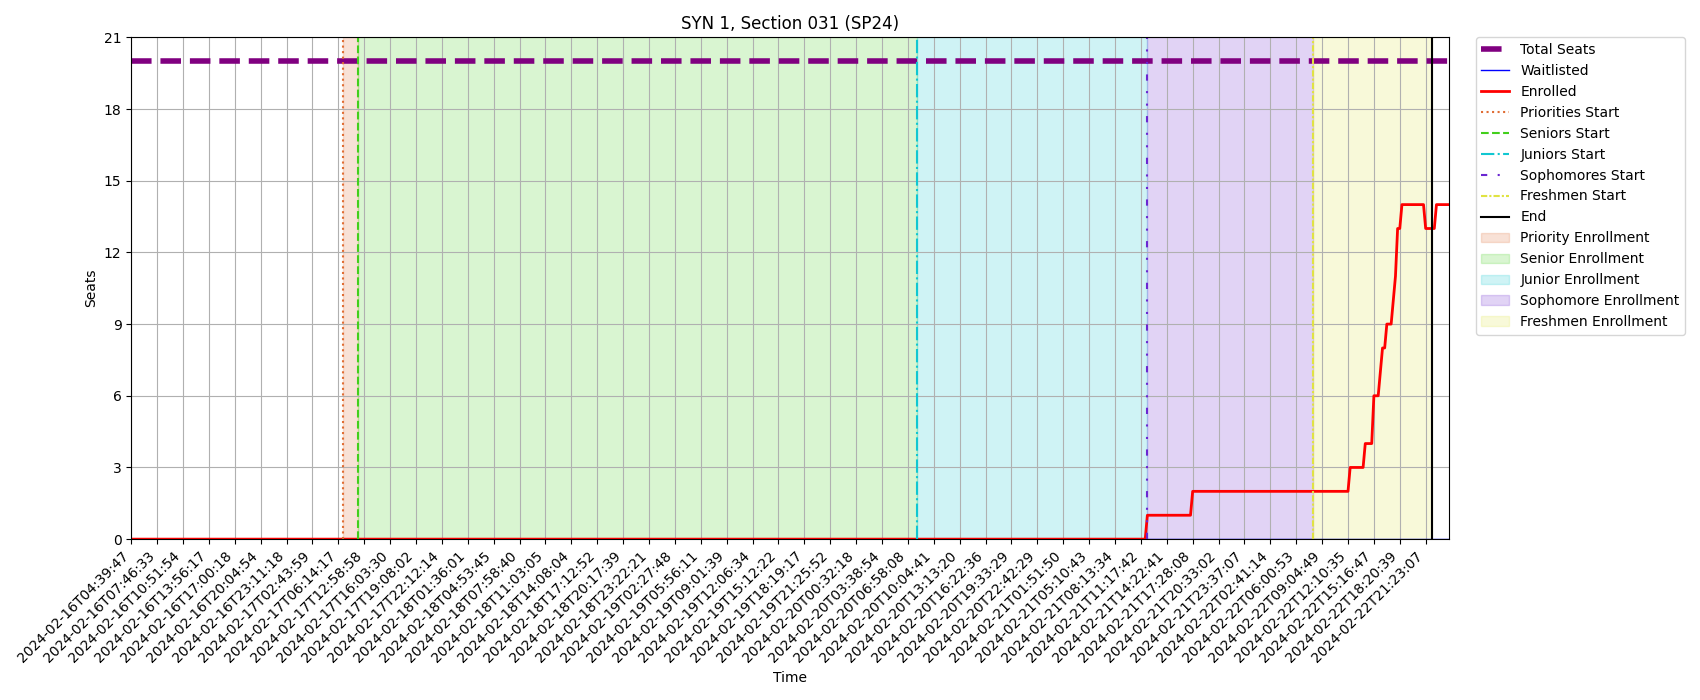 SYN 1, Section 031 (SP24)
21
18
15
12
9
6
3
0
Seats
2024-02-16T04:39:47
2024-02-16T07:46:33
2024-02-16T10:51:54
2024-02-16T13:56:17
2024-02-16T17:00:18
2024-02-16T20:04:54
2024-02-16T23:11:18
2024-02-17T02:43:59
2024-02-17T06:14:17
2024-02-17T12:58:58
2024-02-17T16:03:30
2024-02-17T19:08:02
2024-02-17T22:12:14
2024-02-18T01:36:01
2024-02-18T04:53:45
2024-02-18T07:58:40
2024-02-18T11:03:05
2024-02-18T14:08:04
2024-02-18T17:12:52
2024-02-18T20:17:39
2024-02-18T23:22:21
2024-02-19T02:27:48
2024-02-19T05:56:11
2024-02-19T09:01:39
2024-02-19T12:06:34
2024-02-19T15:12:22
2024-02-19T18:19:17
2024-02-19T21:25:52
2024-02-20T00:32:18
2024-02-20T03:38:54
2024-02-20T06:58:08
2024-02-20T10:04:41
2024-02-20T13:13:20
2024-02-20T16:22:36
2024-02-20T19:33:29
2024-02-20T22:42:29
2024-02-21T01:51:50
2024-02-21T05:10:43
2024-02-21T08:13:34
2024-02-21T11:17:42
2024-02-21T14:22:41
2024-02-21T17:28:08
2024-02-21T20:33:02
2024-02-21T23:37:07
2024-02-22T02:41:14
2024-02-22T06:00:53
2024-02-22T09:04:49
2024-02-22T12:10:35
2024-02-22T15:16:47
2024-02-22T18:20:39
2024-02-22T21:23:07
Time
Total Seats
Waitlisted
Enrolled
Priorities Start
Seniors Start
Juniors Start
Sophomores Start
Freshmen Start
End
Priority Enrollment
Senior Enrollment
Junior Enrollment
Sophomore Enrollment
Freshmen Enrollment